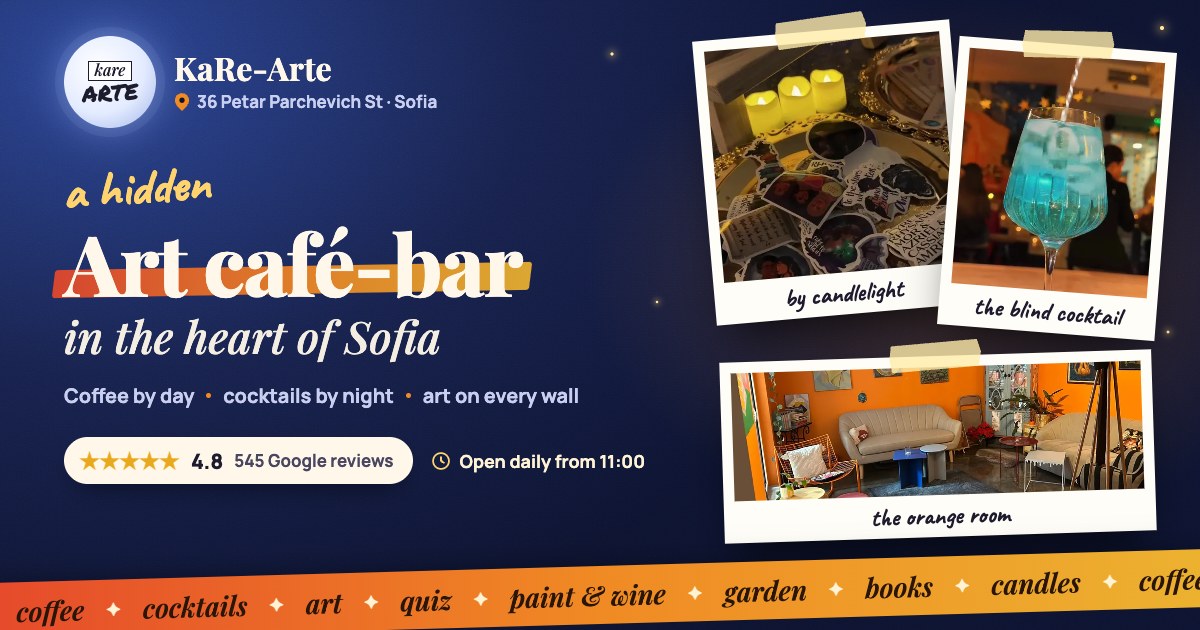 kare
ARTE
KaRe-Arte
36 Petar Parchevich St · Sofia
a hidden
Art café-bar
in the heart of Sofia
Coffee by day • cocktails by night • art on every wall
★★★★★ 4.8 545 Google reviews
Open daily from 11:00
by candlelight
the blind cocktail
the orange room
coffee ✦ cocktails ✦ art ✦ quiz ✦ paint & wine ✦ garden ✦ books ✦ candles ✦ coffee